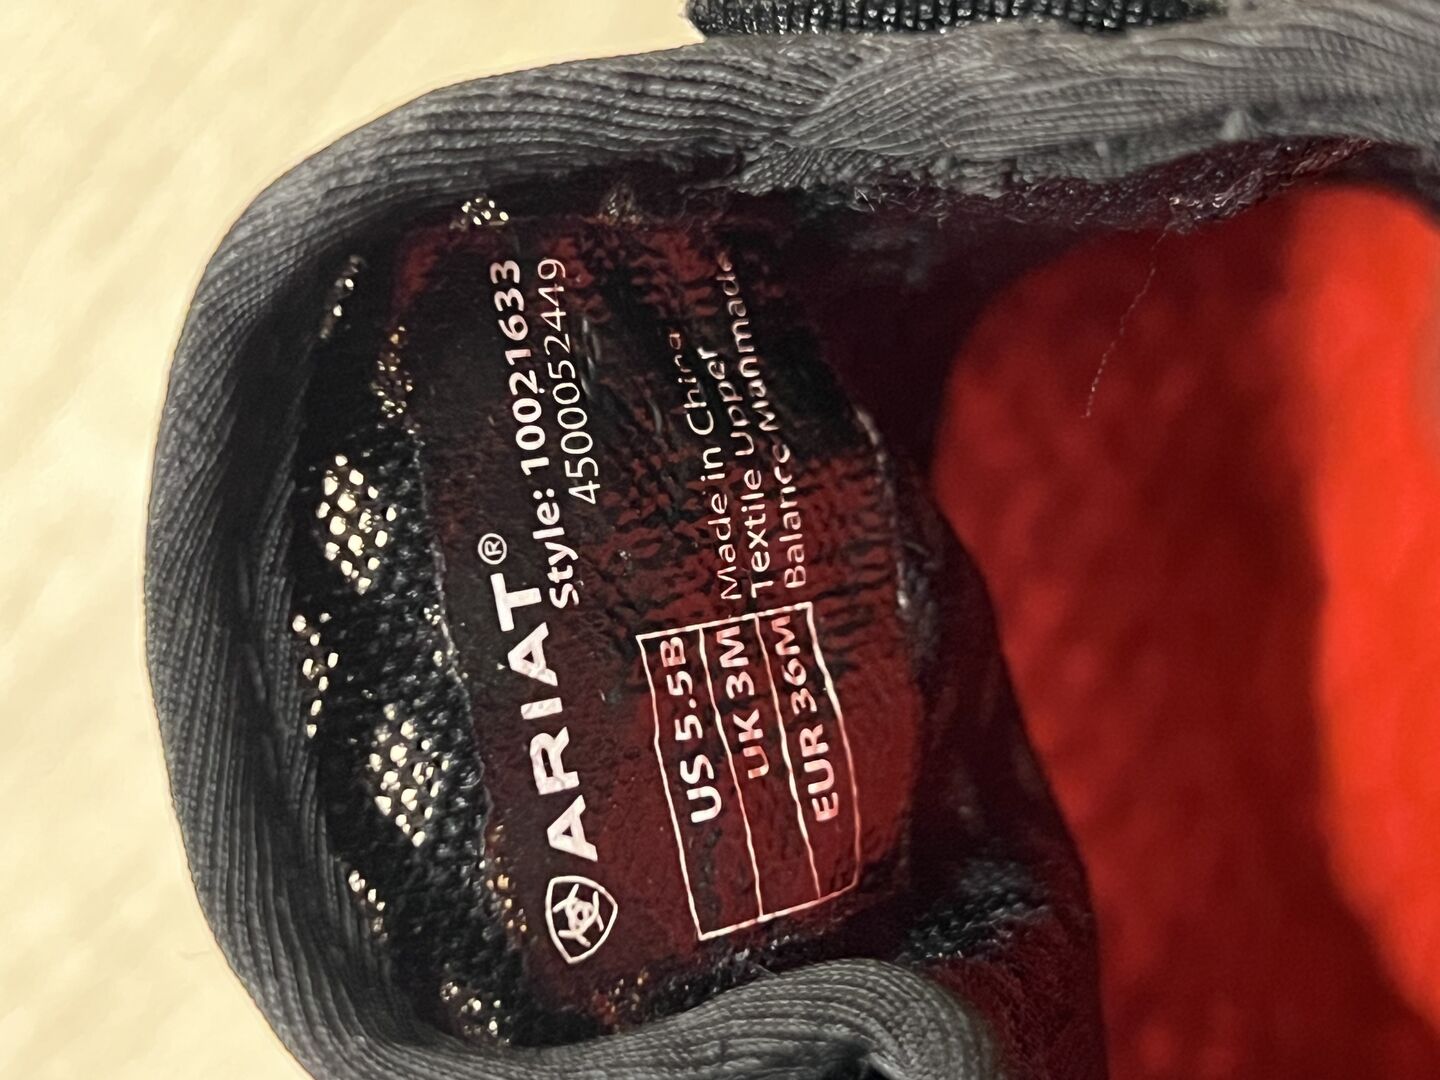 ARIAT®
Style: 10021633
4500052449
US 5.5B
UK 3M
EUR 36M
Made in China
Textile Upper
Balance Manmade